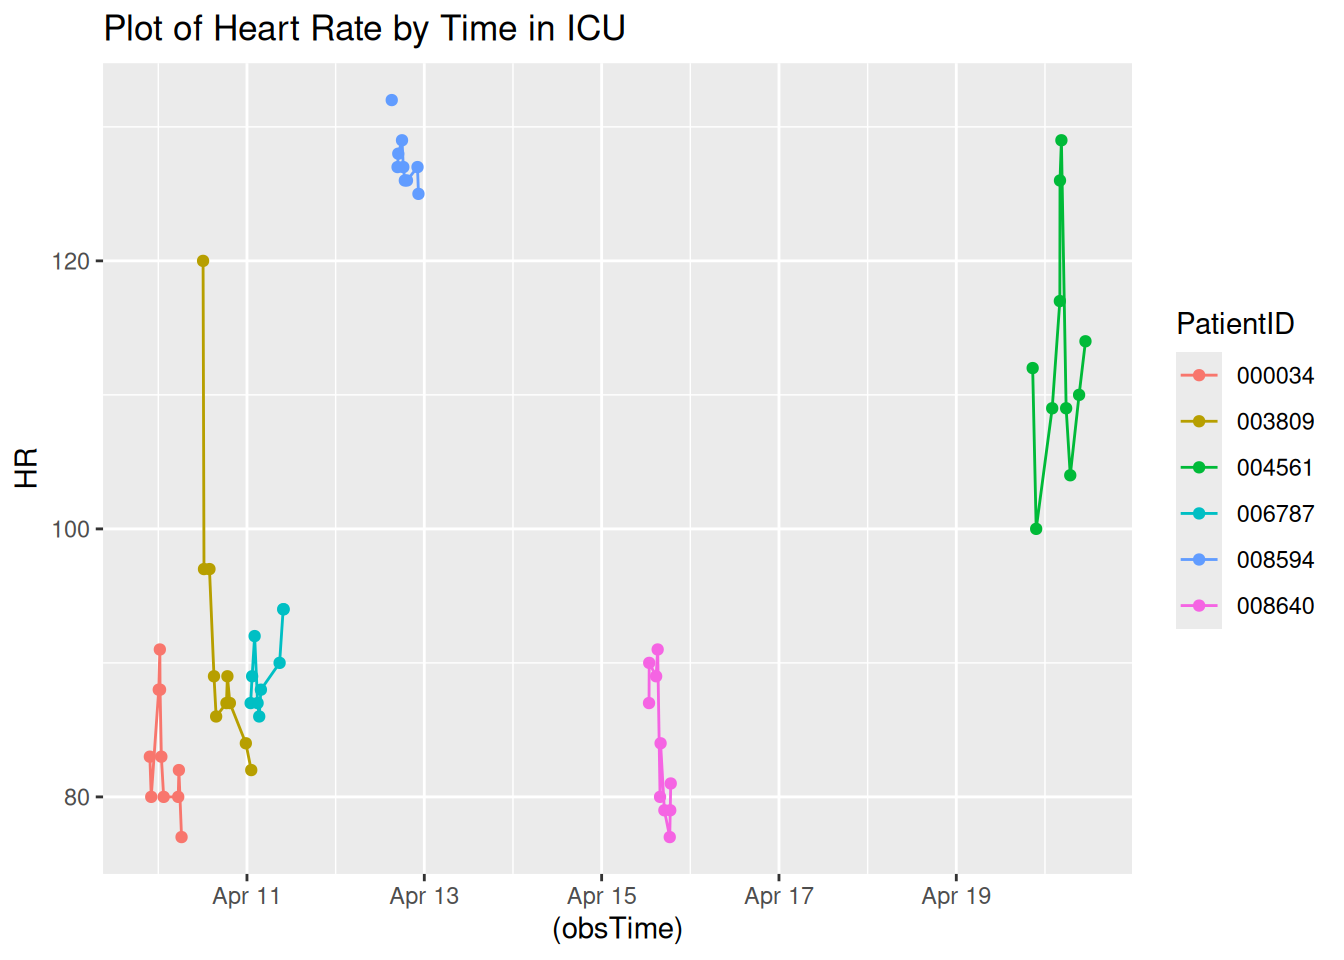 Plot of Heart Rate by Time in ICU
HR
120
100
80
Apr 11
Apr 13
Apr 15
Apr 17
Apr 19
(obsTime)
PatientID
000034
003809
004561
006787
008594
008640